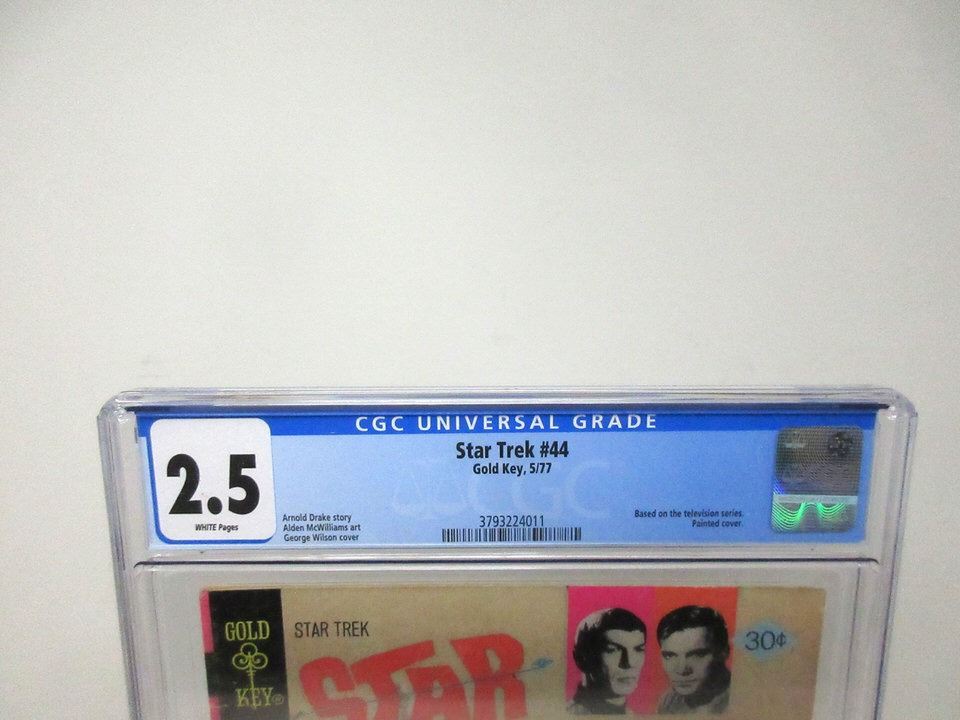 CGC UNIVERSAL GRADE
2.5
WHITE Pages
Star Trek #44
Gold Key, 5/77
Arnold Drake story
Alden McWilliams art
George Wilson cover
3793224011
Based on the television series.
Painted cover.
CGC
GOLD
KEY®
STAR TREK
STAR
30¢